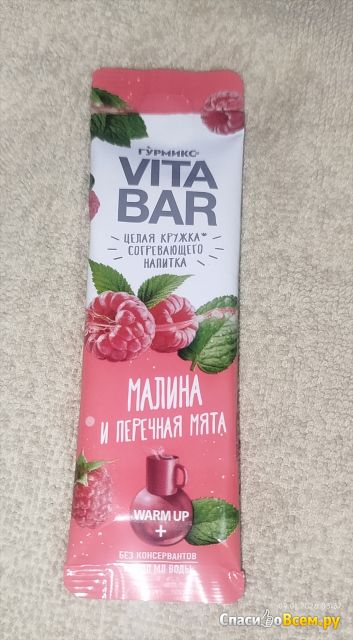 ГУРМИКС
VITA
BAR
ЦЕЛАЯ КРУЖКА*
СОГРЕВАЮЩЕГО
НАПИТКА
МАЛИНА
И ПЕРЕЧНАЯ МЯТА
WARM UP
+
БЕЗ КОНСЕРВАНТОВ
МЛ ВОДЫ
СпасибоВсем.ру